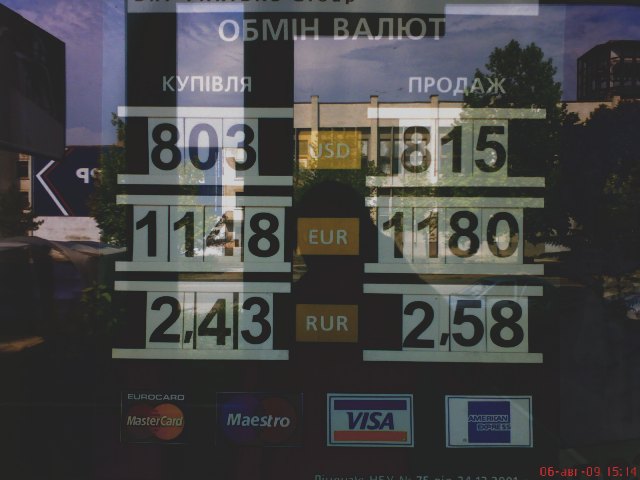 ОБМІН ВАЛЮТ
КУПІВЛЯ ПРОДАЖ
803 USD 815
1148 EUR 1180
2,43 RUR 2,58
EUROCARD
MasterCard Maestro VISA AMERICAN EXPRESS
06-авг-09 15:14